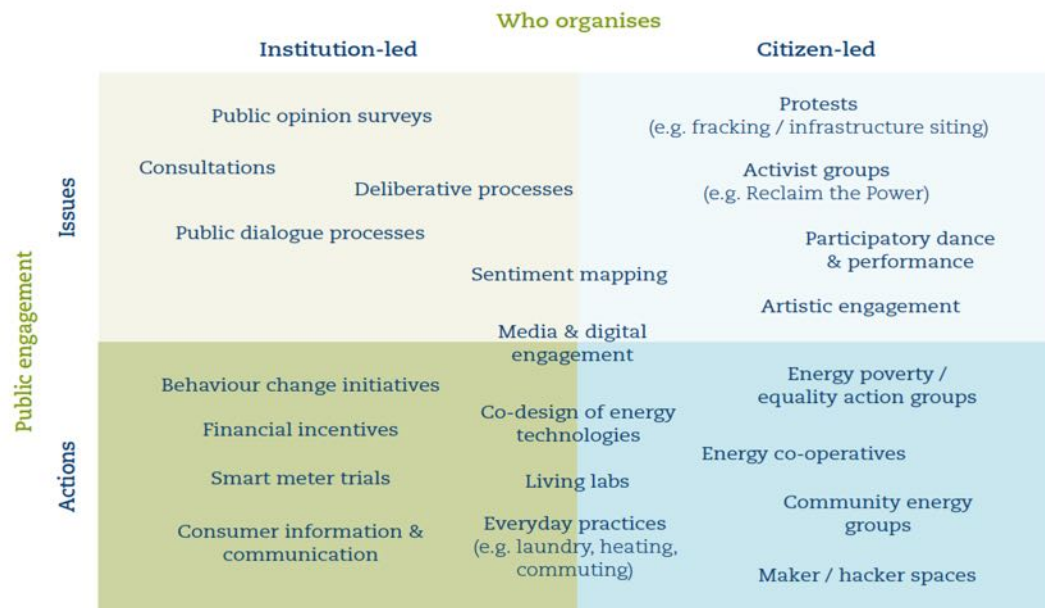 Who organises
Institution-led
Citizen-led
Public engagement
Issues
Public opinion surveys
Consultations
Deliberative processes
Public dialogue processes
Sentiment mapping
Media & digital
engagement
Protests
(e.g. fracking / infrastructure siting)
Activist groups
(e.g. Reclaim the Power)
Participatory dance
& performance
Artistic engagement
Actions
Behaviour change initiatives
Financial incentives
Smart meter trials
Consumer information &
communication
Co-design of energy
technologies
Living labs
Everyday practices
(e.g. laundry, heating,
commuting)
Energy poverty /
equality action groups
Energy co-operatives
Community energy
groups
Maker / hacker spaces